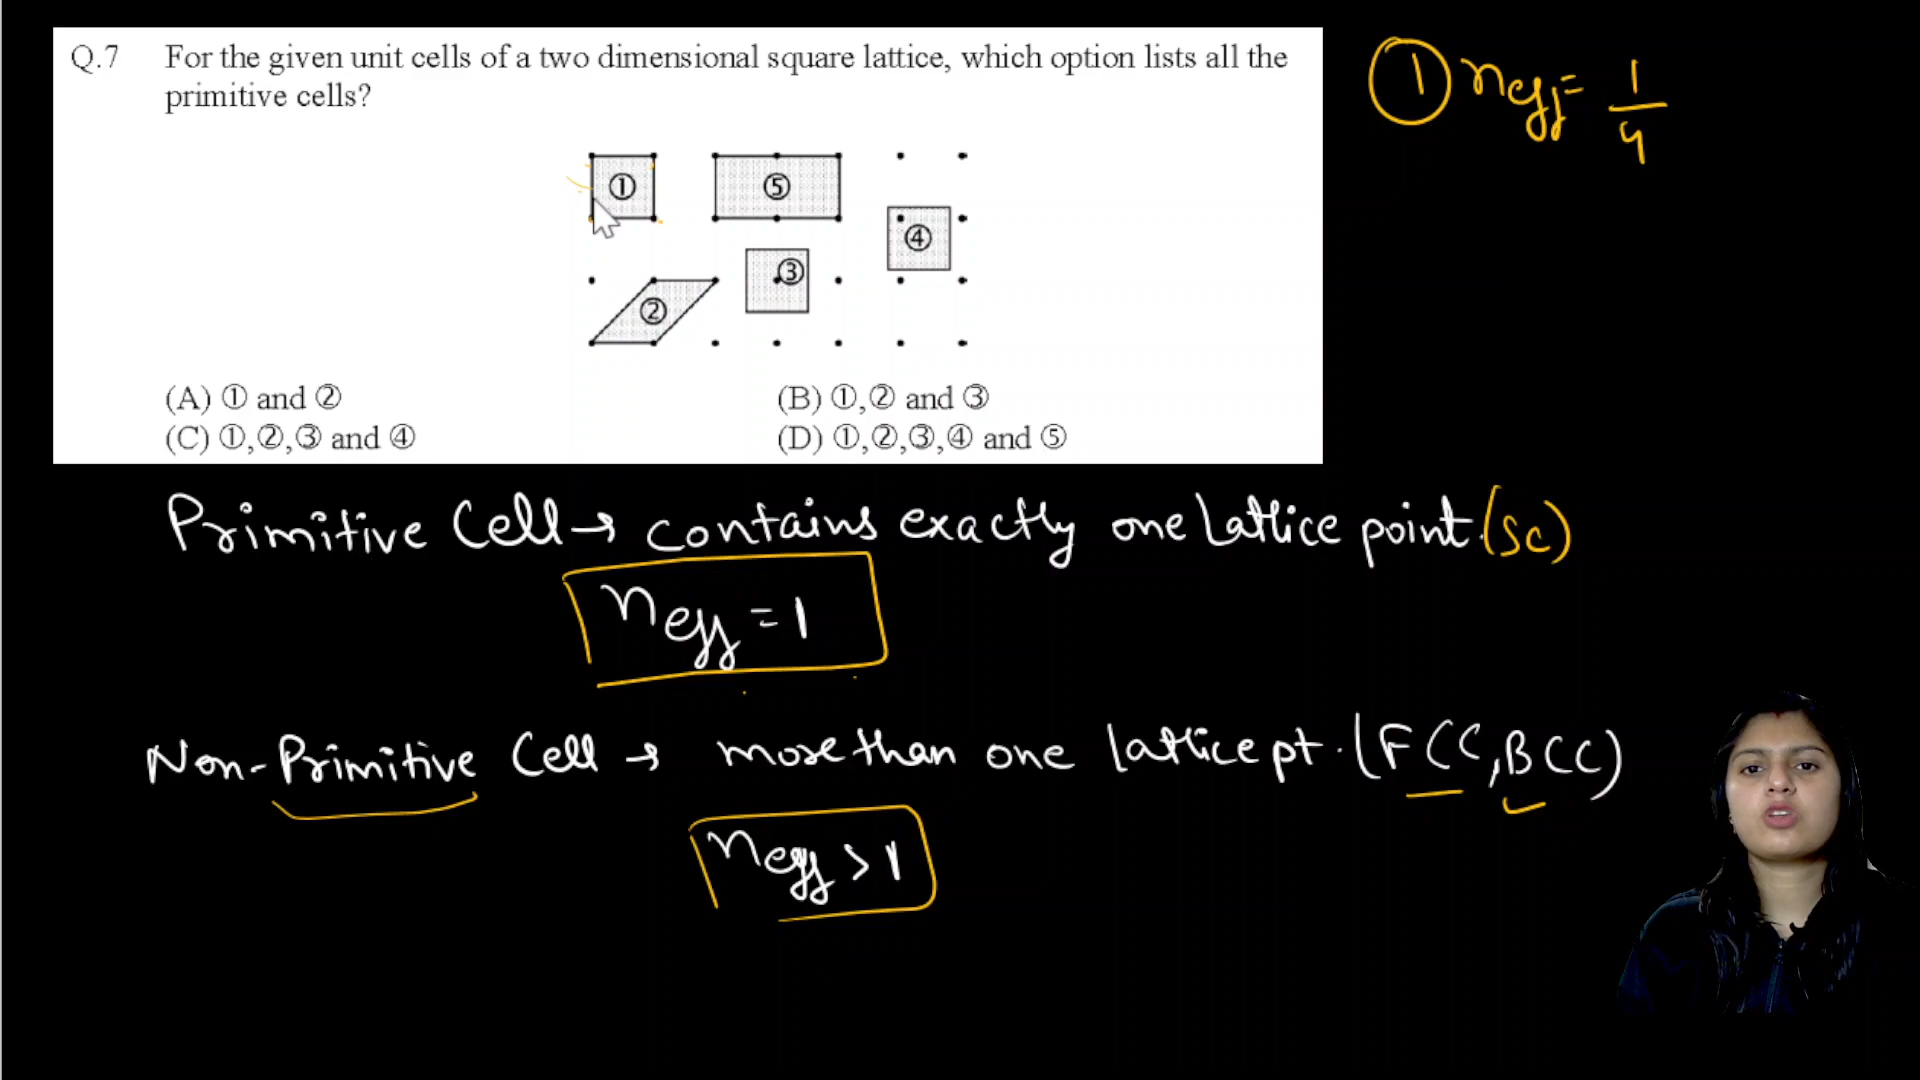 Q.7 For the given unit cells of a two dimensional square lattice, which option lists all the
primitive cells?
① ⑤
④
③
②
(A) ① and ② (B) ①,② and ③
(C) ①,②,③ and ④ (D) ①,②,③,④ and ⑤
① neff = 1/4
Primitive Cell → contains exactly one Lattice point. (SC)
neff = 1
Non-Primitive Cell → more than one lattice pt. (FCC, BCC)
neff > 1